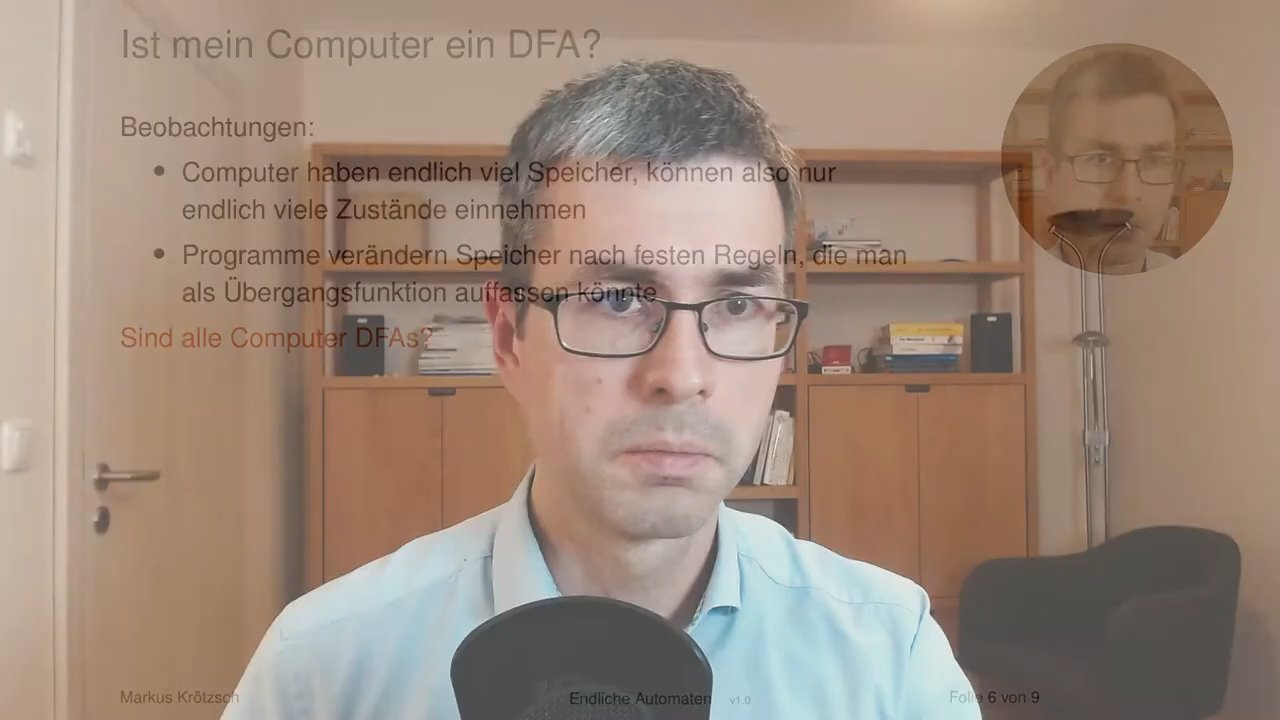 Ist mein Computer ein DFA?
Beobachtungen:
• Computer haben endlich viel Speicher, können also nur
endlich viele Zustände einnehmen
• Programme verändern Speicher nach festen Regeln, die man
als Übergangsfunktion auffassen könnte
Sind alle Computer DFAs?
Markus Krötzsch
Endliche Automaten
v1.0
Folie 6 von 9